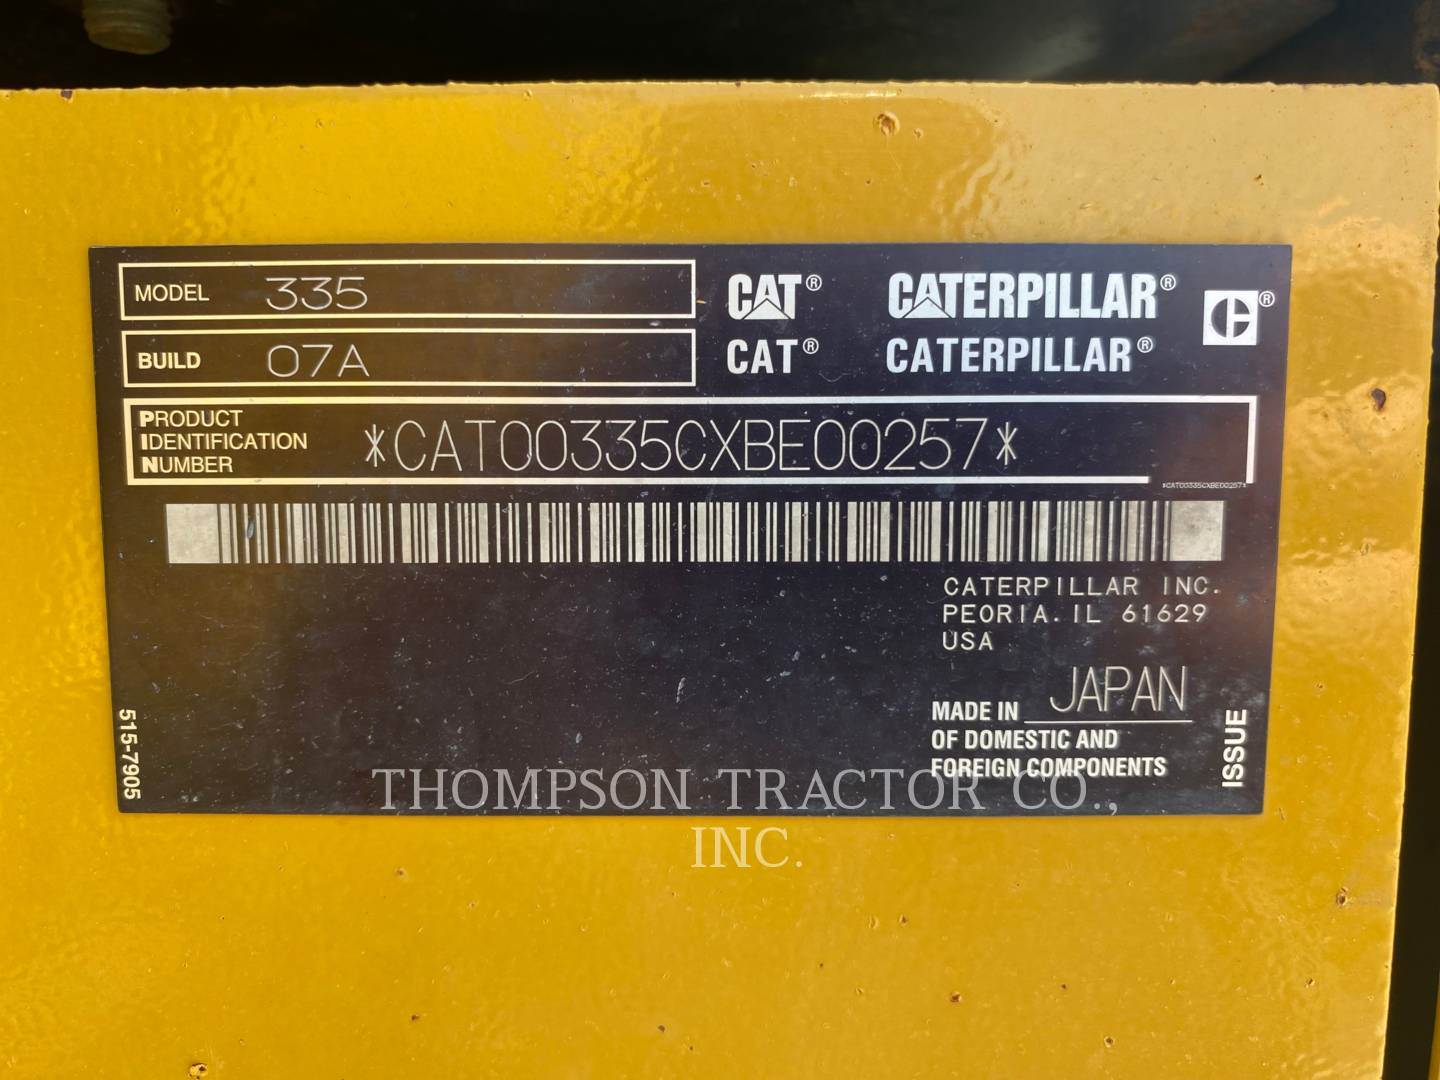 MODEL 335
CAT® CATERPILLAR® C®
BUILD 07A
CAT® CATERPILLAR®
PRODUCT
IDENTIFICATION
NUMBER
*CAT00335CXBE00257*
*CAT00335CXBE00257*
CATERPILLAR INC.
PEORIA. IL 61629
USA
MADE IN JAPAN
OF DOMESTIC AND
FOREIGN COMPONENTS
ISSUE
515-7905
THOMPSON TRACTOR CO.,
INC.